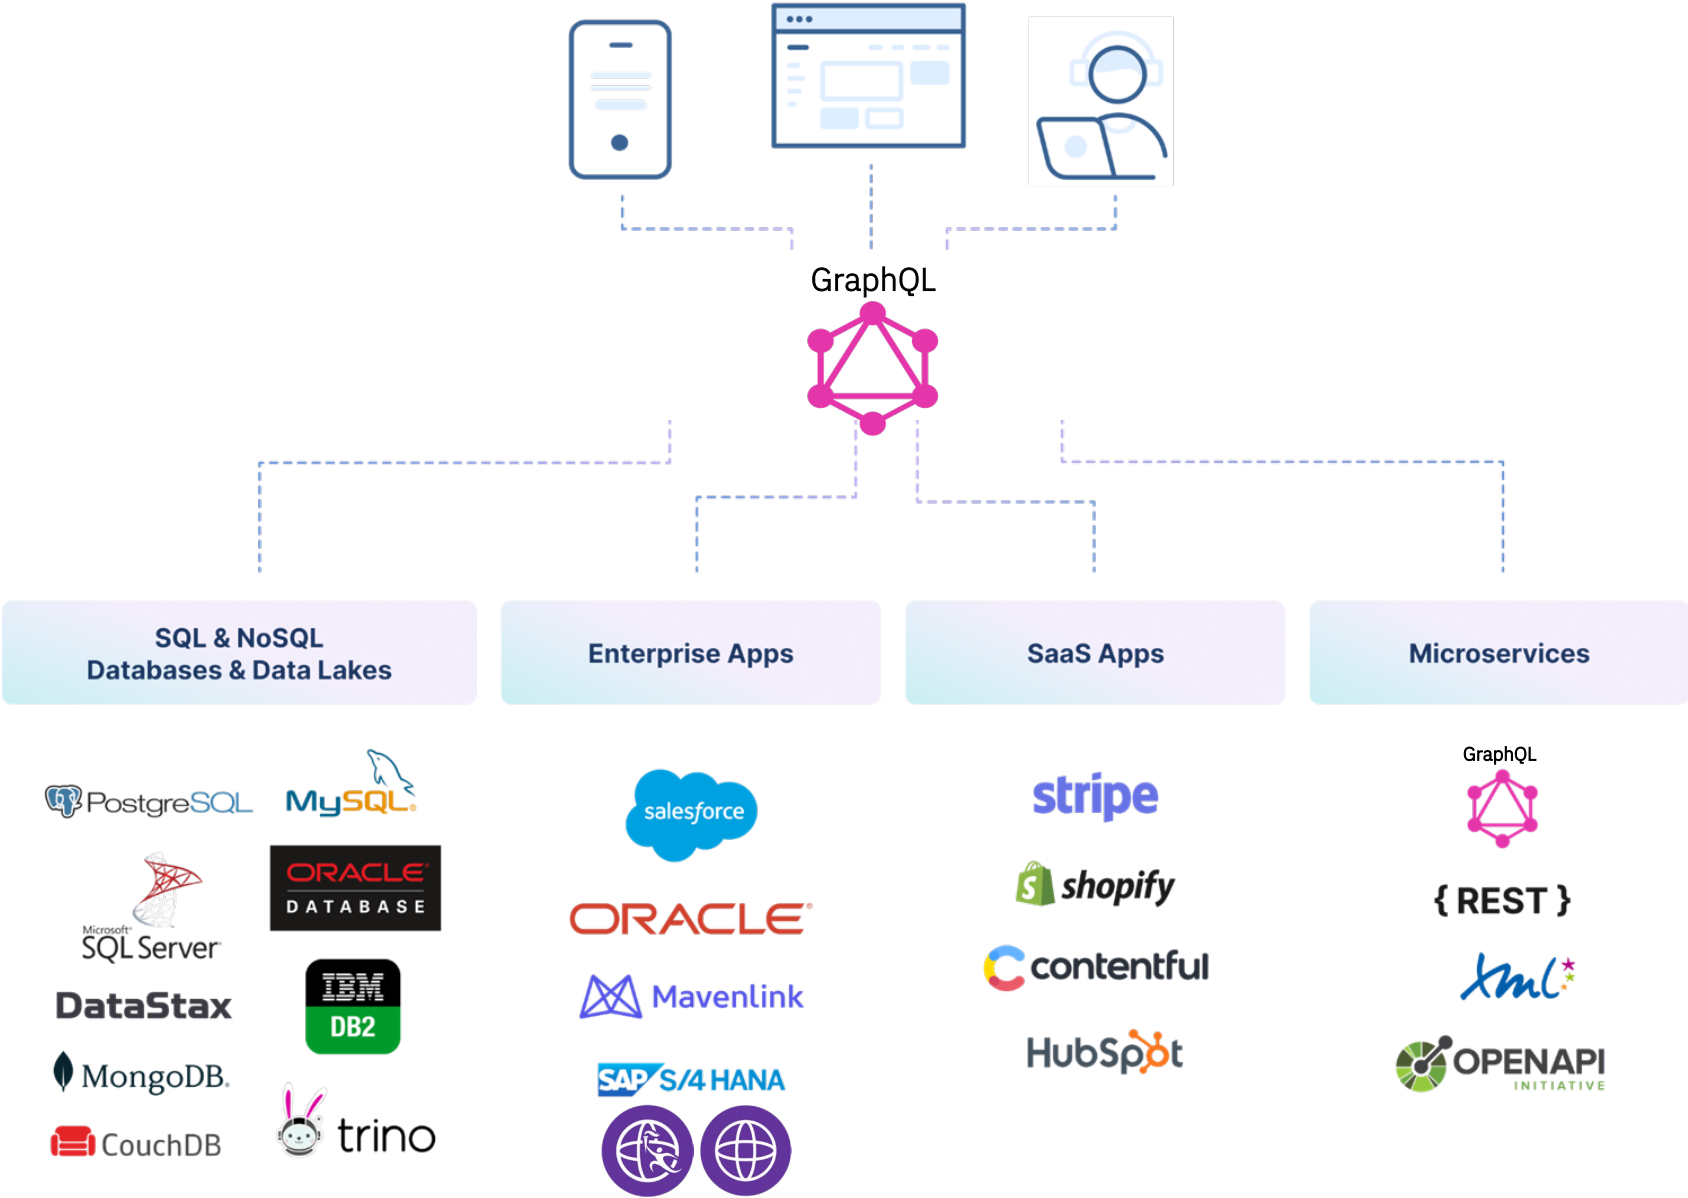 GraphQL
SQL & NoSQL
Databases & Data Lakes
Enterprise Apps
SaaS Apps
Microservices
PostgreSQL
MySQL®
Microsoft®
SQL Server®
ORACLE®
DATABASE
DataStax
IBM
DB2
MongoDB®
CouchDB
trino
salesforce
ORACLE®
Mavenlink
SAP S/4 HANA
stripe
shopify
contentful
HubSpot
GraphQL
{ REST }
xml
OPENAPI
INITIATIVE